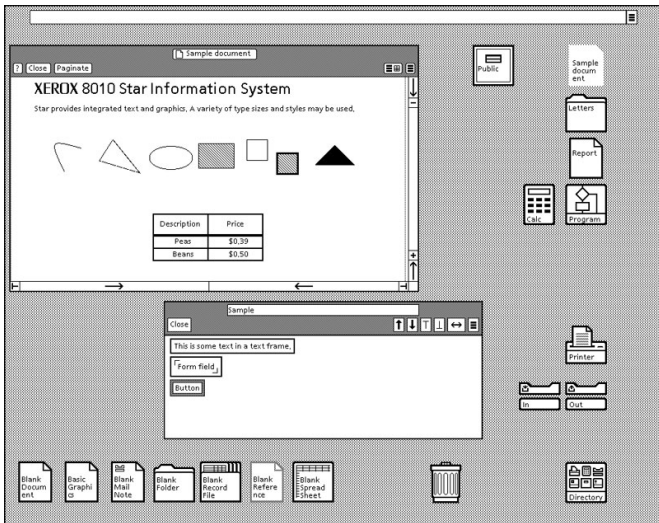 Sample document
? Close Paginate
XEROX 8010 Star Information System
Star provides integrated text and graphics. A variety of type sizes and styles may be used.
Description Price
Peas $0.39
Beans $0.50
Public
Sample
docum
ent
Letters
Report
Calc
Program
Sample
Close
This is some text in a text frame.
Form field
Button
Printer
In
Out
Blank
Docum
ent
Basic
Graphi
cs
Blank
Mail
Note
Blank
Folder
Blank
Record
File
Blank
Refere
nce
Blank
Spread
Sheet
Directory